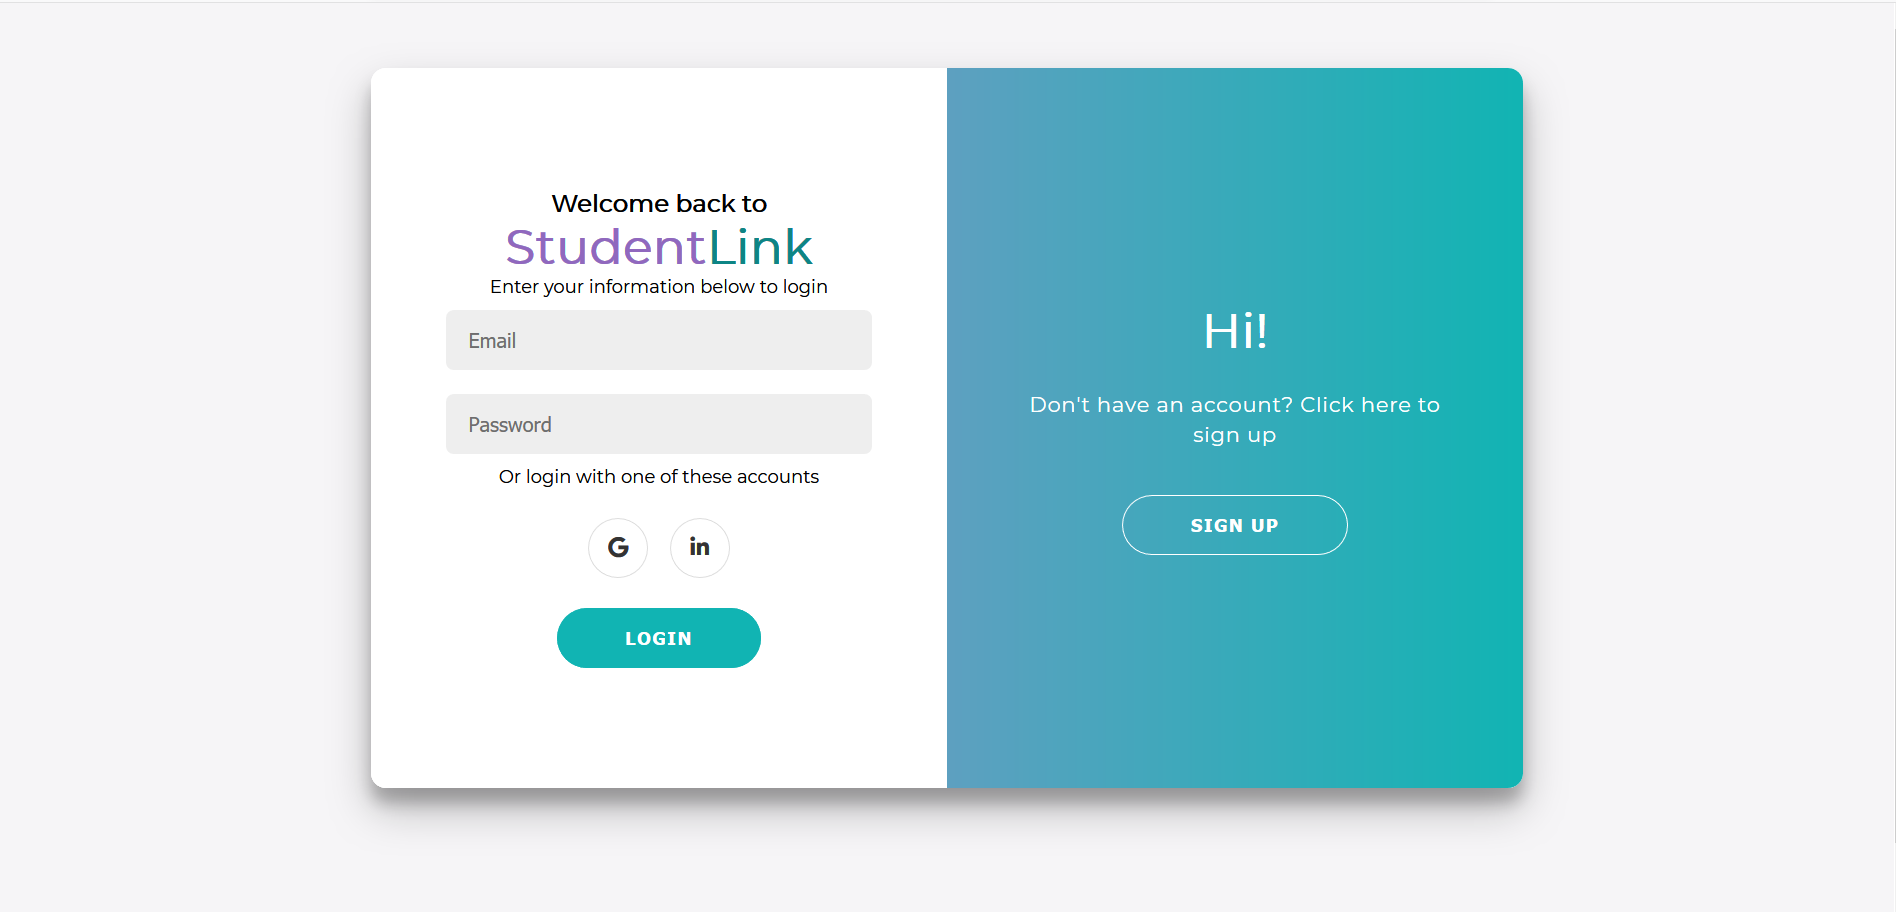 Welcome back to
StudentLink
Enter your information below to login
Email
Password
Or login with one of these accounts
G in
LOGIN
Hi!
Don't have an account? Click here to
sign up
SIGN UP